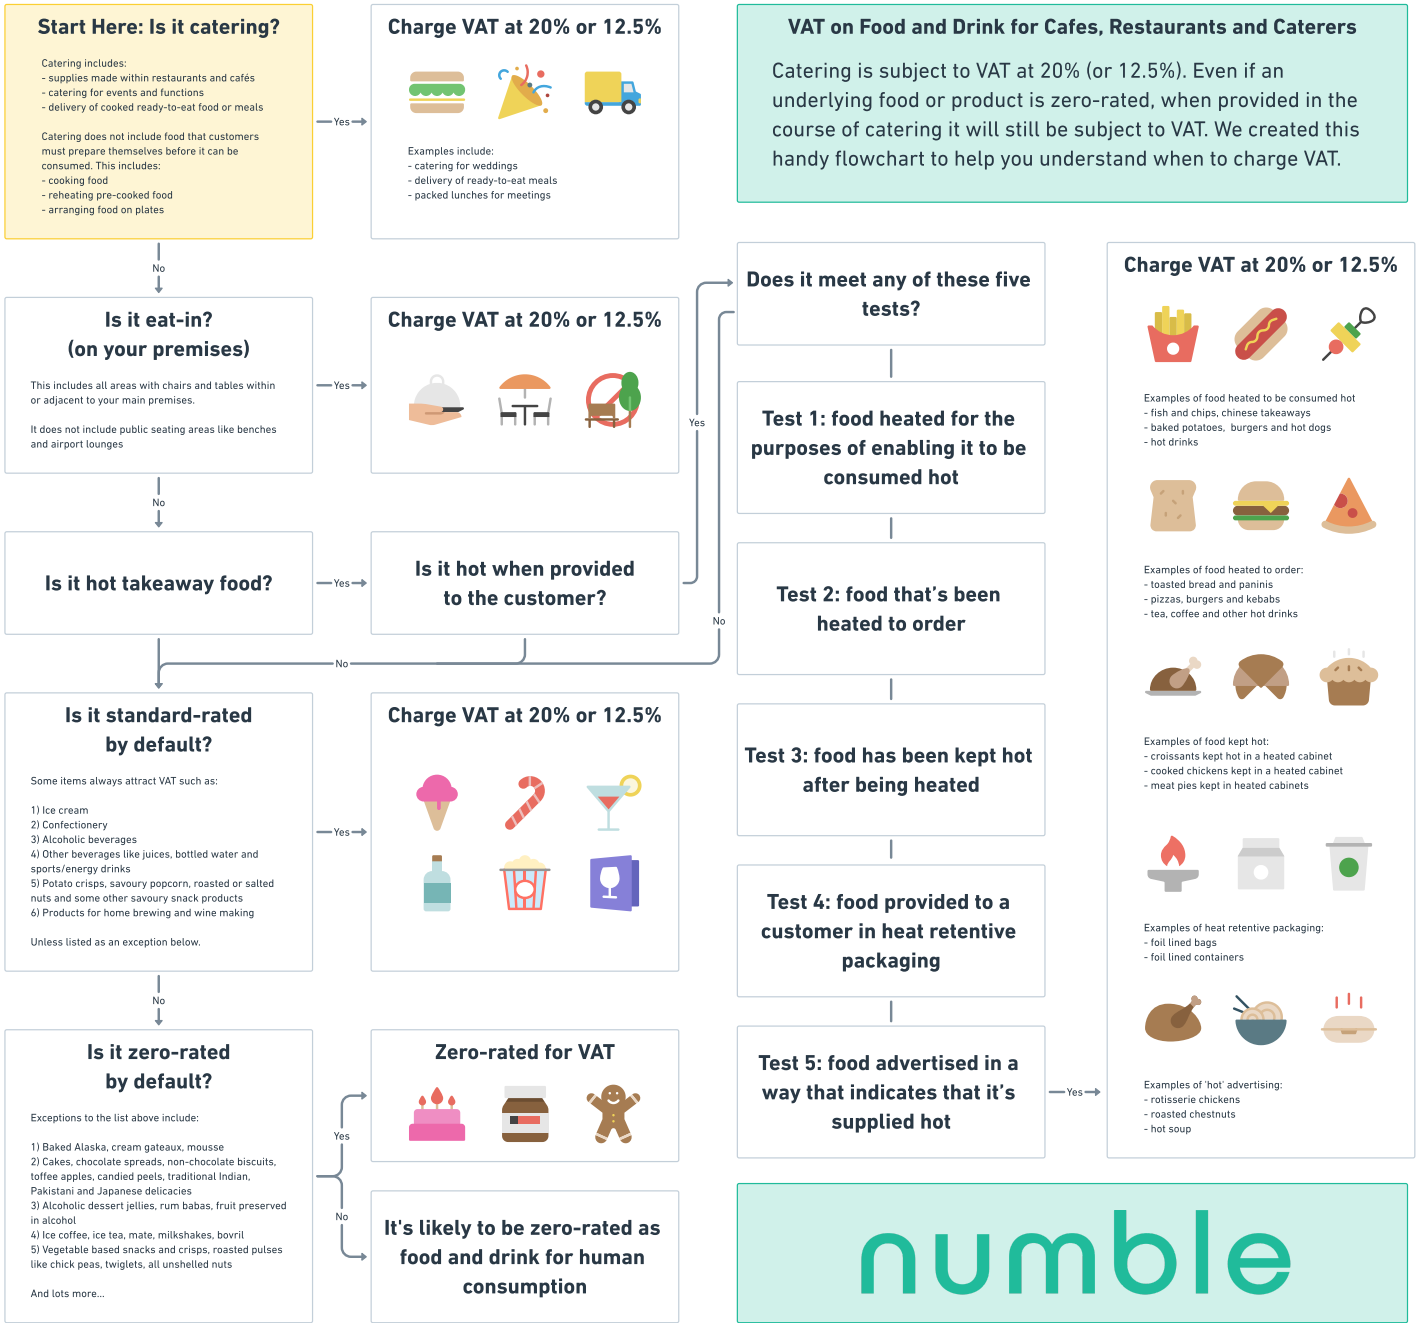 Start Here: Is it catering?
Catering includes:
- supplies made within restaurants and cafés
- catering for events and functions
- delivery of cooked ready-to-eat food or meals
Catering does not include food that customers
must prepare themselves before it can be
consumed. This includes:
- cooking food
- reheating pre-cooked food
- arranging food on plates
Yes
Charge VAT at 20% or 12.5%
Examples include:
- catering for weddings
- delivery of ready-to-eat meals
- packed lunches for meetings
VAT on Food and Drink for Cafes, Restaurants and Caterers
Catering is subject to VAT at 20% (or 12.5%). Even if an
underlying food or product is zero-rated, when provided in the
course of catering it will still be subject to VAT. We created this
handy flowchart to help you understand when to charge VAT.
No
Is it eat-in?
(on your premises)
This includes all areas with chairs and tables within
or adjacent to your main premises.
It does not include public seating areas like benches
and airport lounges
Yes
Charge VAT at 20% or 12.5%
No
Is it hot takeaway food?
Yes
Is it hot when provided
to the customer?
Yes
No
No
Does it meet any of these five
tests?
Test 1: food heated for the
purposes of enabling it to be
consumed hot
Test 2: food that's been
heated to order
Test 3: food has been kept hot
after being heated
Test 4: food provided to a
customer in heat retentive
packaging
Test 5: food advertised in a
way that indicates that it's
supplied hot
Yes
Charge VAT at 20% or 12.5%
Examples of food heated to be consumed hot
- fish and chips, chinese takeaways
- baked potatoes, burgers and hot dogs
- hot drinks
Examples of food heated to order:
- toasted bread and paninis
- pizzas, burgers and kebabs
- tea, coffee and other hot drinks
Examples of food kept hot:
- croissants kept hot in a heated cabinet
- cooked chickens kept in a heated cabinet
- meat pies kept in heated cabinets
Examples of heat retentive packaging:
- foil lined bags
- foil lined containers
Examples of 'hot' advertising:
- rotisserie chickens
- roasted chestnuts
- hot soup
Is it standard-rated
by default?
Some items always attract VAT such as:
1) Ice cream
2) Confectionery
3) Alcoholic beverages
4) Other beverages like juices, bottled water and
sports/energy drinks
5) Potato crisps, savoury popcorn, roasted or salted
nuts and some other savoury snack products
6) Products for home brewing and wine making
Unless listed as an exception below.
Yes
Charge VAT at 20% or 12.5%
No
Is it zero-rated
by default?
Exceptions to the list above include:
1) Baked Alaska, cream gateaux, mousse
2) Cakes, chocolate spreads, non-chocolate biscuits,
toffee apples, candied peels, traditional Indian,
Pakistani and Japanese delicacies
3) Alcoholic dessert jellies, rum babas, fruit preserved
in alcohol
4) Ice coffee, ice tea, mate, milkshakes, bovril
5) Vegetable based snacks and crisps, roasted pulses
like chick peas, twiglets, all unshelled nuts
And lots more...
Yes
Zero-rated for VAT
No
It's likely to be zero-rated as
food and drink for human
consumption
numble